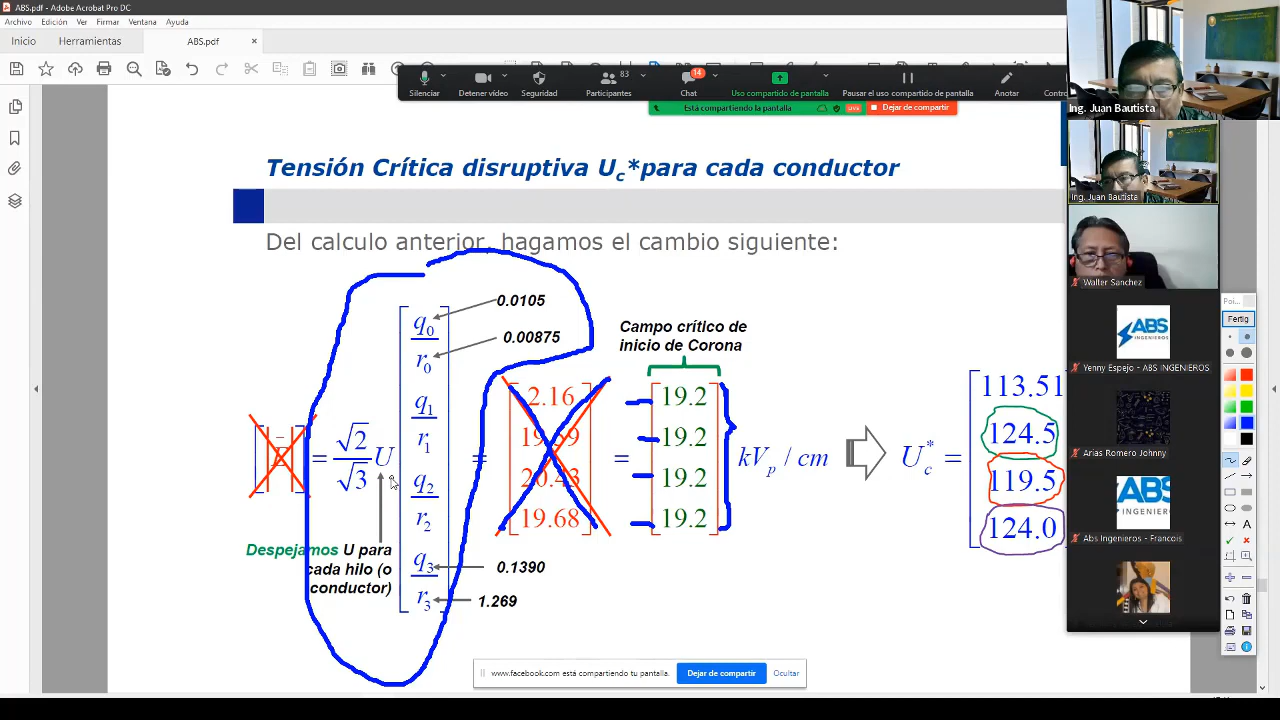 ABS.pdf - Adobe Acrobat Pro DC
Archivo Edición Ver Firmar Ventana Ayuda
Inicio Herramientas ABS.pdf ×
Silenciar Detener video Seguridad Participantes 83 Chat 14 Uso compartido de pantalla Pausar el uso compartido de pantalla Anotar
Está compartiendo la pantalla LIVE Dejar de compartir
Ing. Juan Bautista
Ing. Juan Bautista
Walter Sanchez
Yenny Espejo - ABS INGENIEROS
Arias Romero Johnny
Abs Ingenieros - Francois
ABS
INGENIEROS
ABS
Fertig
Tensión Crítica disruptiva Uc*para cada conductor
Del calculo anterior, hagamos el cambio siguiente:
0.0105
0.00875
Campo crítico de
inicio de Corona
= √2/√3 U [q0/r0 q1/r1 q2/r2 q3/r3]
= [2.16
20.43
19.68]
= [19.2
19.2
19.2
19.2] kVp / cm
Uc* = [113.51
124.5
119.5
124.0
Despejamos U para
cada hilo (o
conductor)
0.1390
1.269
www.facebook.com está compartiendo tu pantalla. Dejar de compartir Ocultar